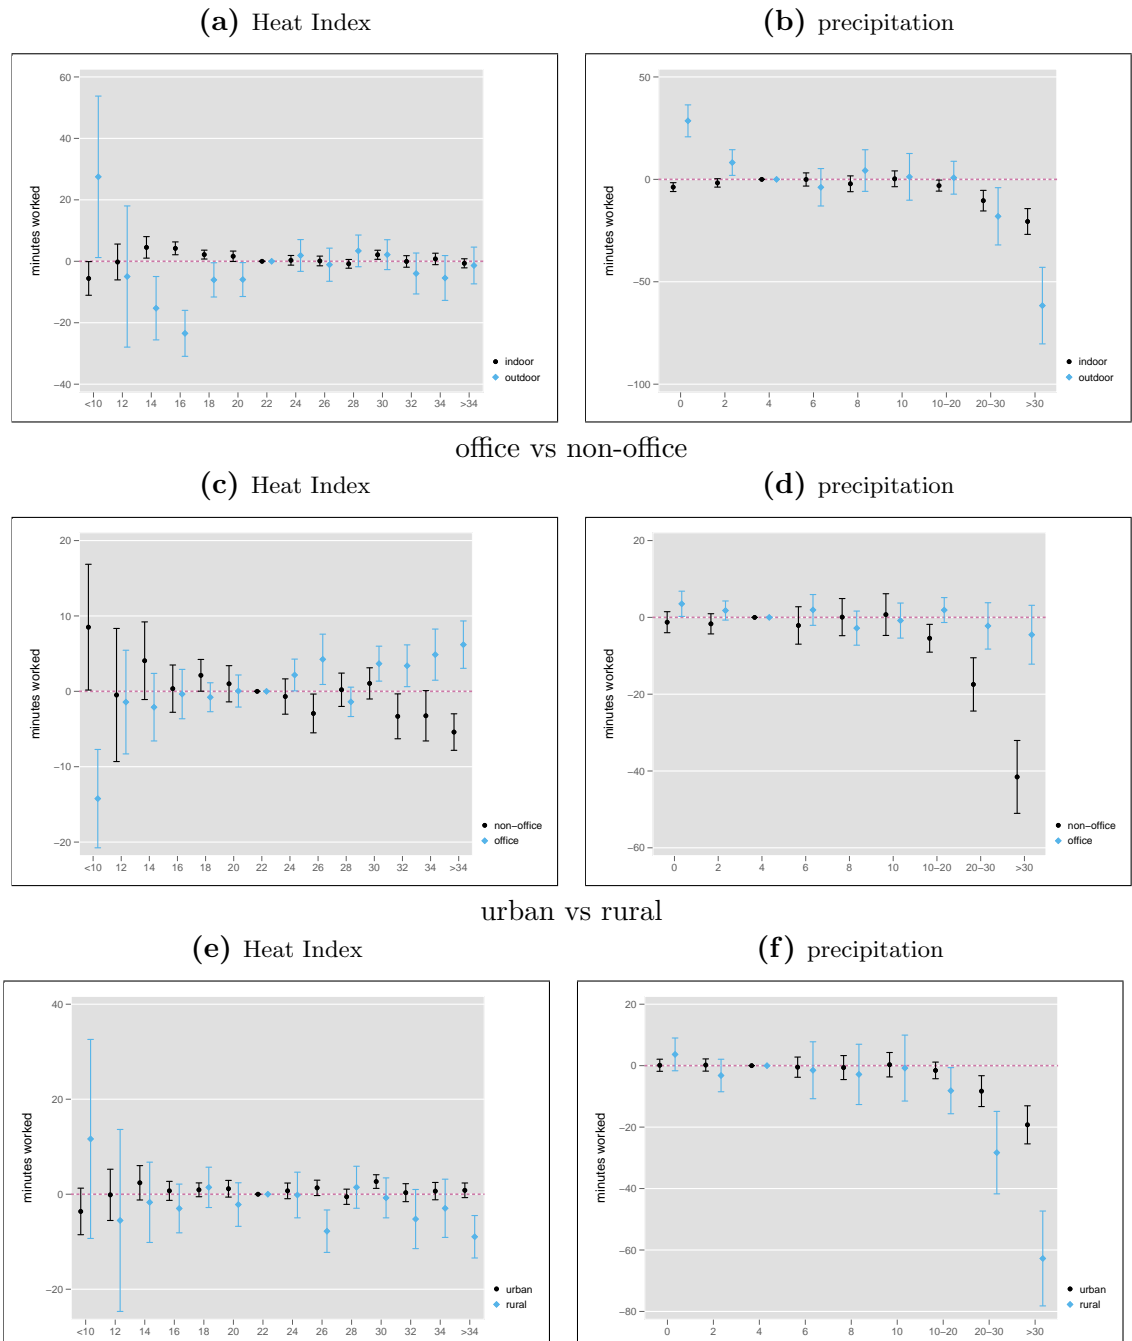 (a) Heat Index
(b) precipitation
60
40
20
0
−20
−40
minutes worked
<10 12 14 16 18 20 22 24 26 28 30 32 34 >34
indoor
outdoor
50
0
−50
−100
minutes worked
0 2 4 6 8 10 10−20 20−30 >30
indoor
outdoor
office vs non-office
(c) Heat Index
(d) precipitation
20
10
0
−10
−20
minutes worked
<10 12 14 16 18 20 22 24 26 28 30 32 34 >34
non−office
office
20
0
−20
−40
−60
minutes worked
0 2 4 6 8 10 10−20 20−30 >30
non−office
office
urban vs rural
(e) Heat Index
(f) precipitation
40
20
0
−20
minutes worked
<10 12 14 16 18 20 22 24 26 28 30 32 34 >34
urban
rural
20
0
−20
−40
−60
−80
minutes worked
0 2 4 6 8 10 10−20 20−30 >30
urban
rural